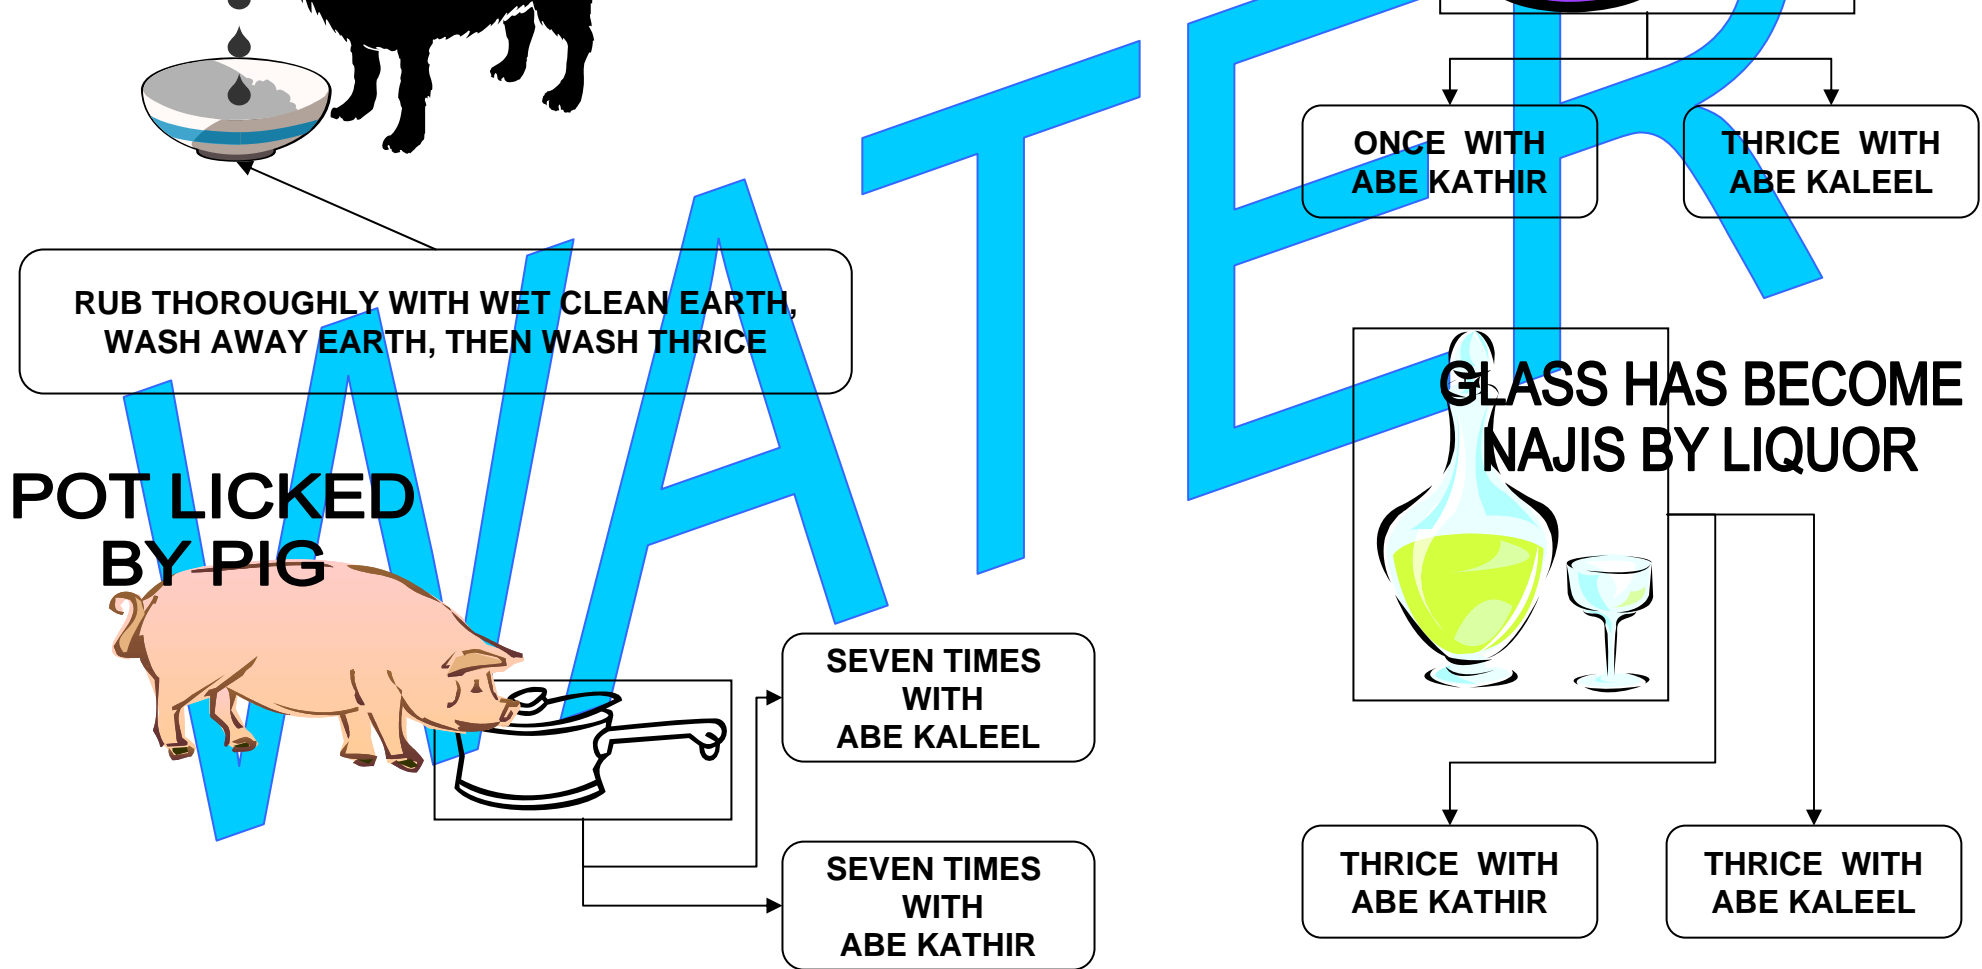 WATER
ONCE WITH
ABE KATHIR
THRICE WITH
ABE KALEEL
RUB THOROUGHLY WITH WET CLEAN EARTH,
WASH AWAY EARTH, THEN WASH THRICE
GLASS HAS BECOME
NAJIS BY LIQUOR
POT LICKED
BY PIG
SEVEN TIMES
WITH
ABE KALEEL
SEVEN TIMES
WITH
ABE KATHIR
THRICE WITH
ABE KATHIR
THRICE WITH
ABE KALEEL